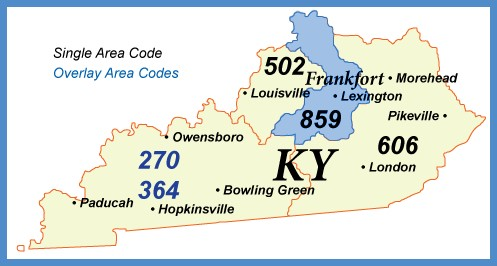 Single Area Code
Overlay Area Codes
502
Frankfort
• Morehead
• Louisville
• Lexington
859
Pikeville •
• Owensboro
606
KY
270
• London
364
• Bowling Green
• Paducah
• Hopkinsville